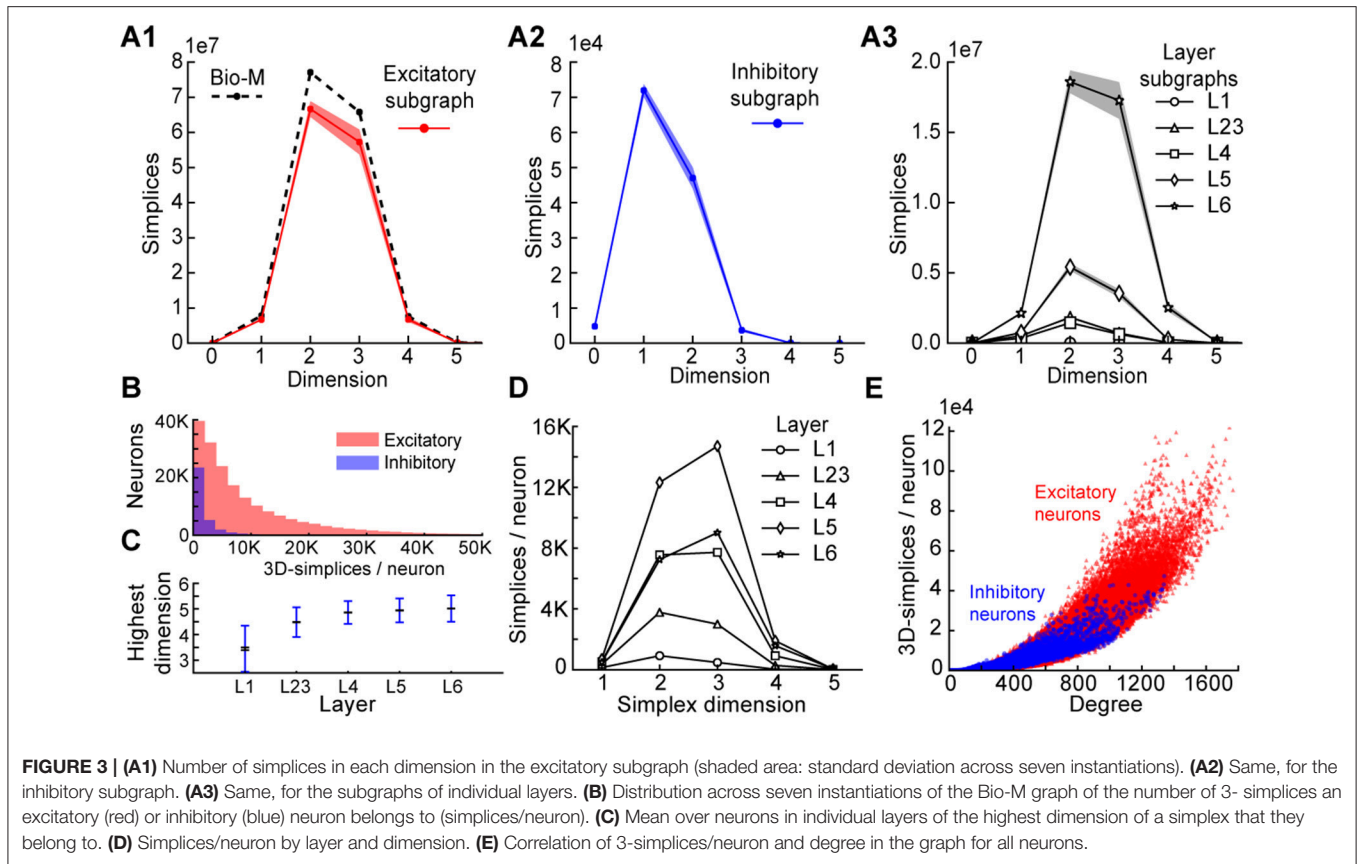 A1
1e7
8
7
6
5
4
3
2
1
0
Simplices
Bio-M
Excitatory
subgraph
0 1 2 3 4 5
Dimension
A2
1e4
8
7
6
5
4
3
2
1
0
Simplices
Inhibitory
subgraph
0 1 2 3 4 5
Dimension
A3
1e7
2.0
1.5
1.0
0.5
0.0
Simplices
Layer
subgraphs
L1
L23
L4
L5
L6
0 1 2 3 4 5
Dimension
B
40K
20K
0
Neurons
Excitatory
Inhibitory
0 10K 20K 30K 40K 50K
3D-simplices / neuron
C
6
5
4
3
Highest
dimension
L1 L23 L4 L5 L6
Layer
D
16K
12K
8K
4K
0
Simplices / neuron
Layer
L1
L23
L4
L5
L6
1 2 3 4 5
Simplex dimension
E
1e4
12
10
8
6
4
2
0
3D-simplices / neuron
Excitatory
neurons
Inhibitory
neurons
0 400 800 1200 1600
Degree
FIGURE 3 | (A1) Number of simplices in each dimension in the excitatory subgraph (shaded area: standard deviation across seven instantiations). (A2) Same, for the
inhibitory subgraph. (A3) Same, for the subgraphs of individual layers. (B) Distribution across seven instantiations of the Bio-M graph of the number of 3- simplices an
excitatory (red) or inhibitory (blue) neuron belongs to (simplices/neuron). (C) Mean over neurons in individual layers of the highest dimension of a simplex that they
belong to. (D) Simplices/neuron by layer and dimension. (E) Correlation of 3-simplices/neuron and degree in the graph for all neurons.